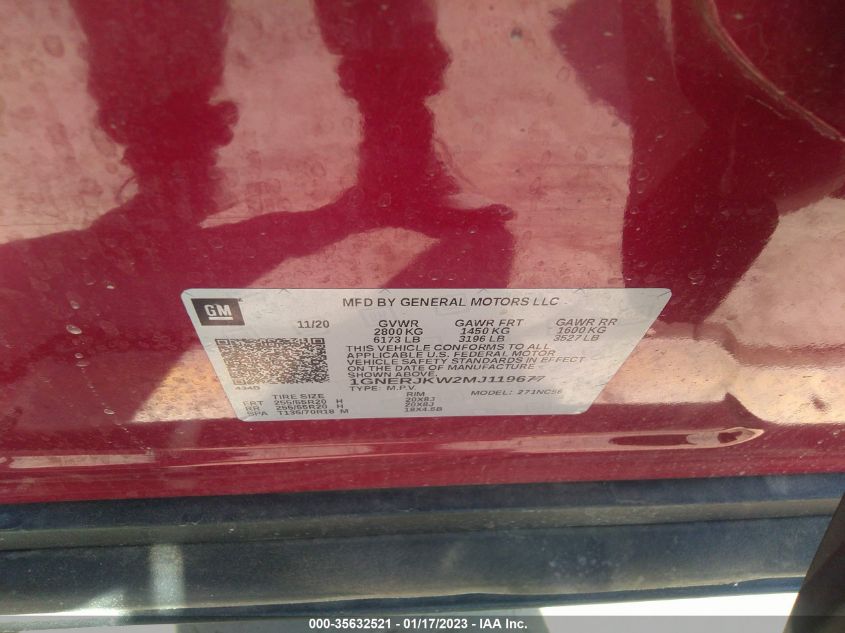 GM
MFD BY GENERAL MOTORS LLC
11/20 GVWR GAWR FRT GAWR RR
2800 KG 1450 KG 1600 KG
6173 LB 3196 LB 3527 LB
THIS VEHICLE CONFORMS TO ALL
APPLICABLE U.S. FEDERAL MOTOR
VEHICLE SAFETY STANDARDS IN EFFECT
ON THE DATE OF MANUFACTURE
SHOWN ABOVE.
434B
1GNERJKW2MJ119677
TYPE: M.P.V. MODEL: 271NC56
TIRE SIZE RIM
FRT 255/55R20 H 20X8J
RR 255/55R20 H 20X8J
SPA T135/70R18 M 18X4.5B
000-35632521 - 01/17/2023 - © IAA Inc.